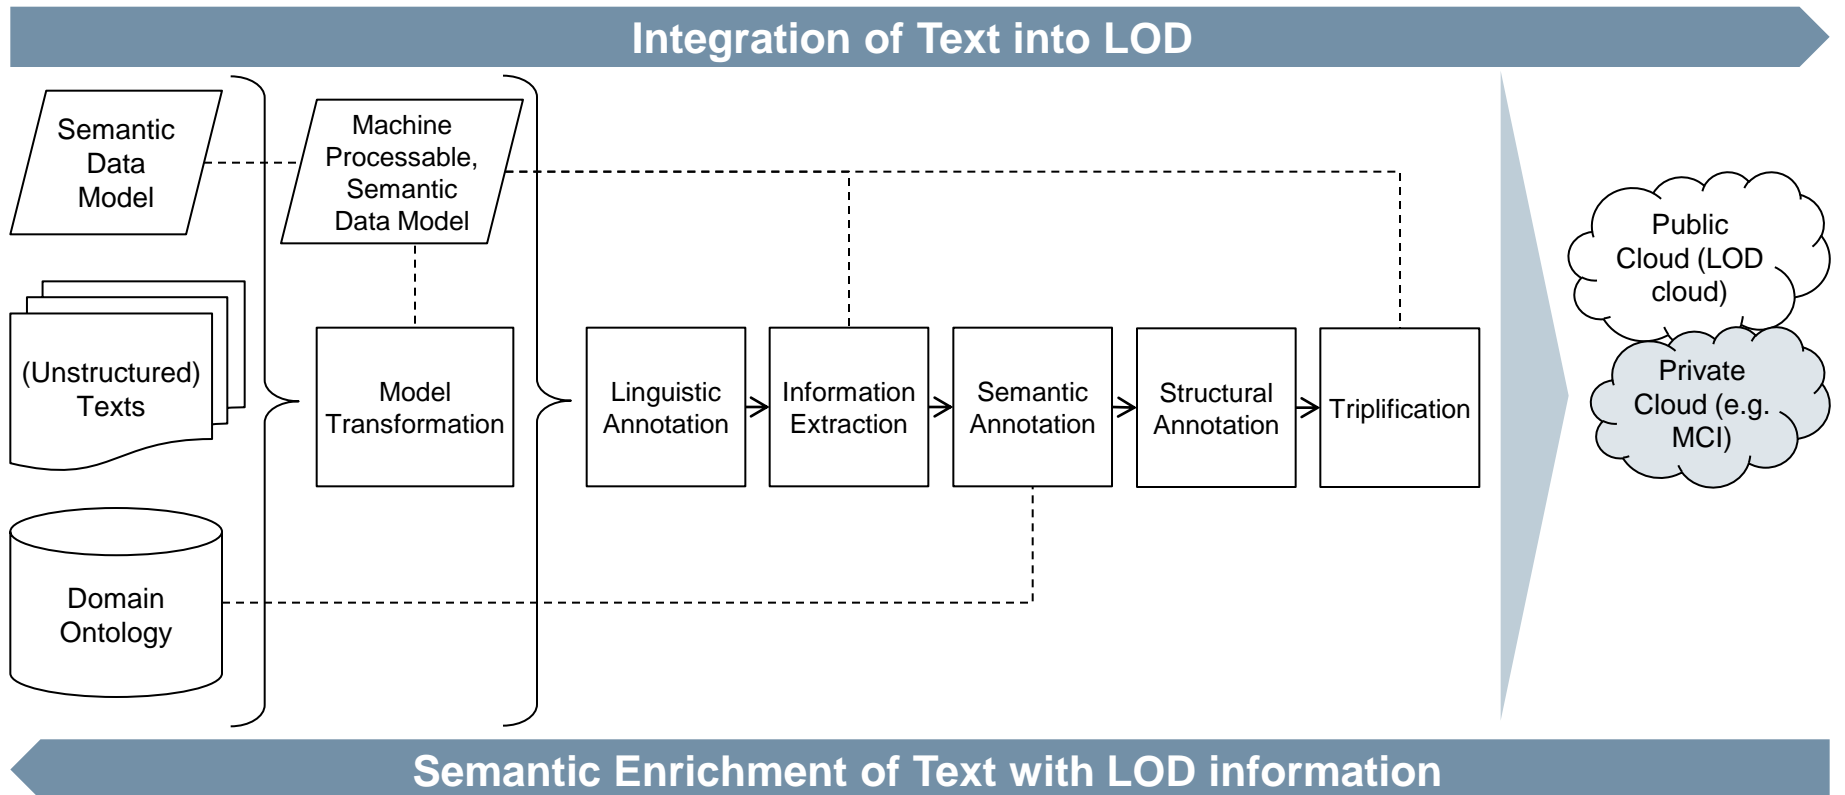 Integration of Text into LOD
Semantic
Data
Model
Machine
Processable,
Semantic
Data Model
(Unstructured)
Texts
Domain
Ontology
Model
Transformation
Linguistic
Annotation
Information
Extraction
Semantic
Annotation
Structural
Annotation
Triplification
Public
Cloud (LOD
cloud)
Private
Cloud (e.g.
MCI)
Semantic Enrichment of Text with LOD information